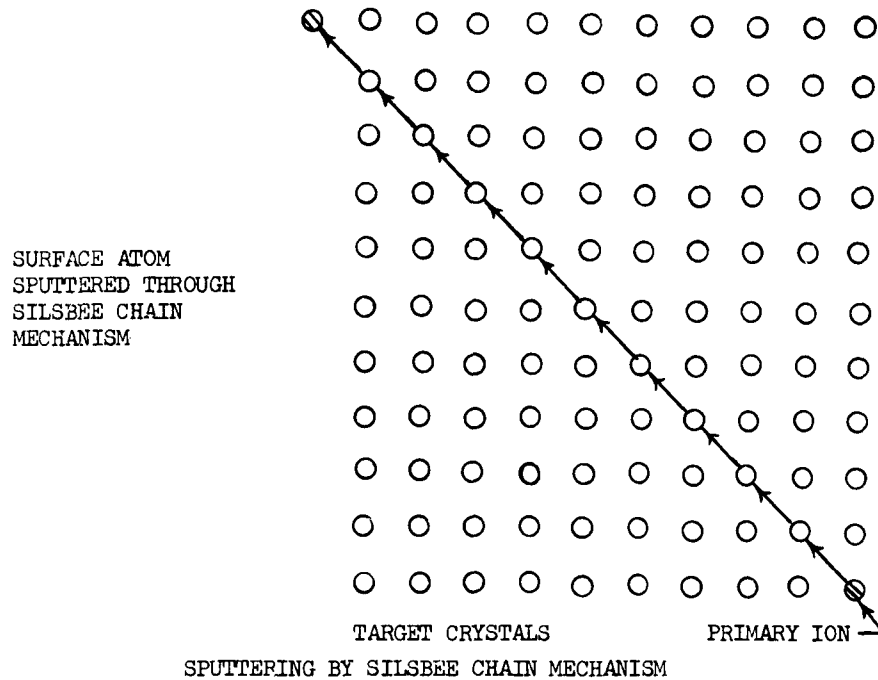 SURFACE ATOM
SPUTTERED THROUGH
SILSBEE CHAIN
MECHANISM
TARGET CRYSTALS
PRIMARY ION
SPUTTERING BY SILSBEE CHAIN MECHANISM